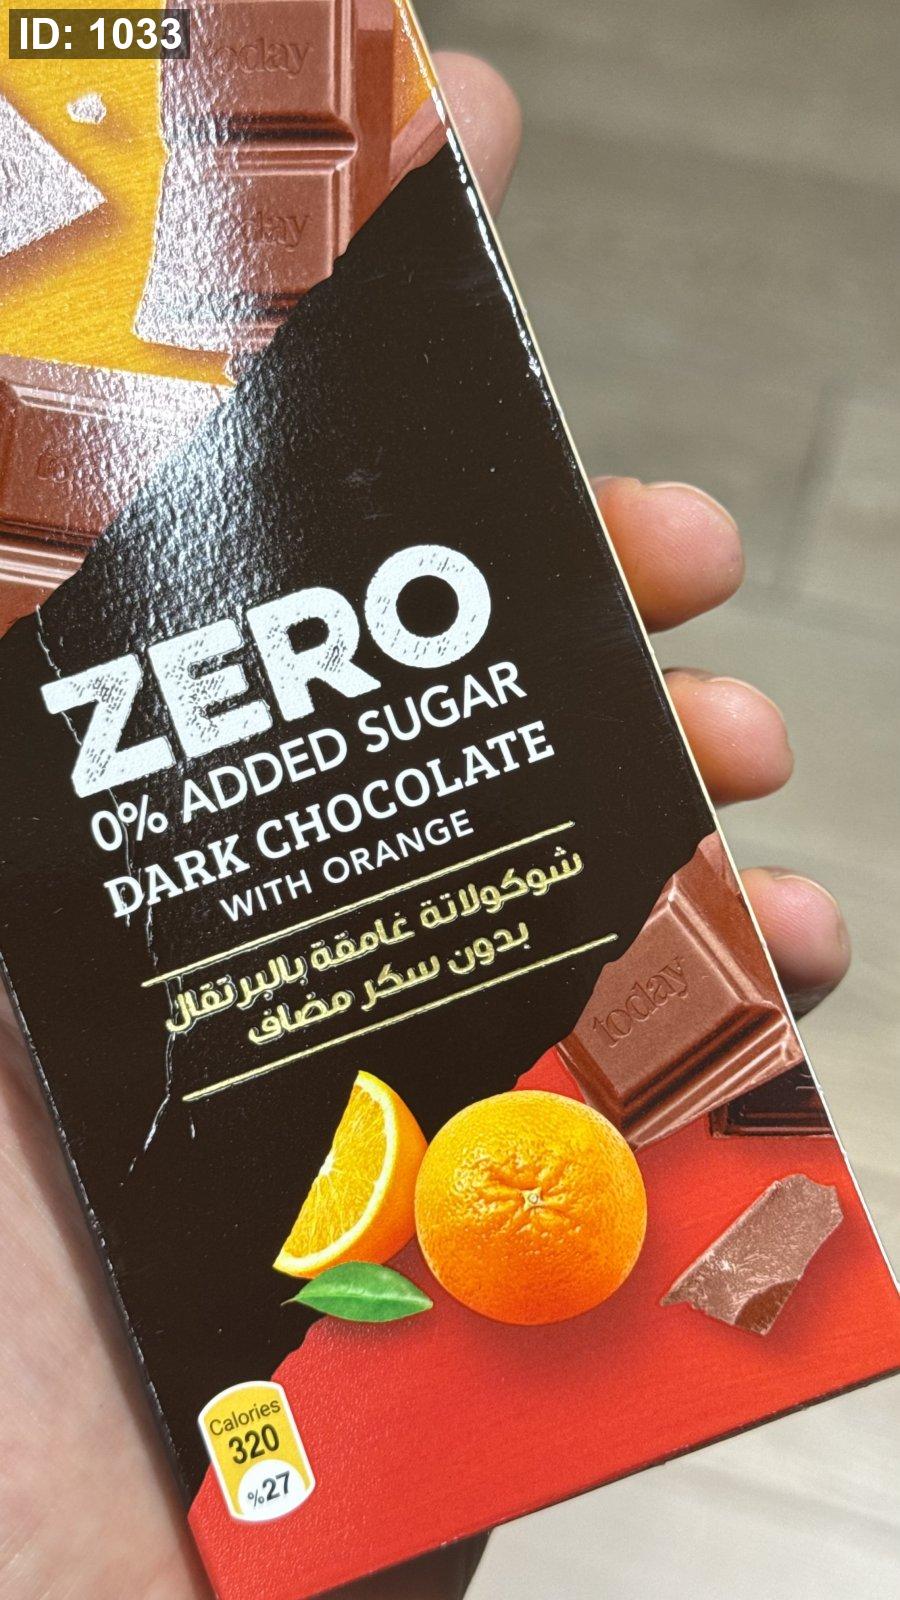 ID: 1033
today
today
ZERO
0% ADDED SUGAR
DARK CHOCOLATE
WITH ORANGE
شوكولاتة غامقة بالبرتقال
بدون سكر مضاف
today
Calories
320
%27